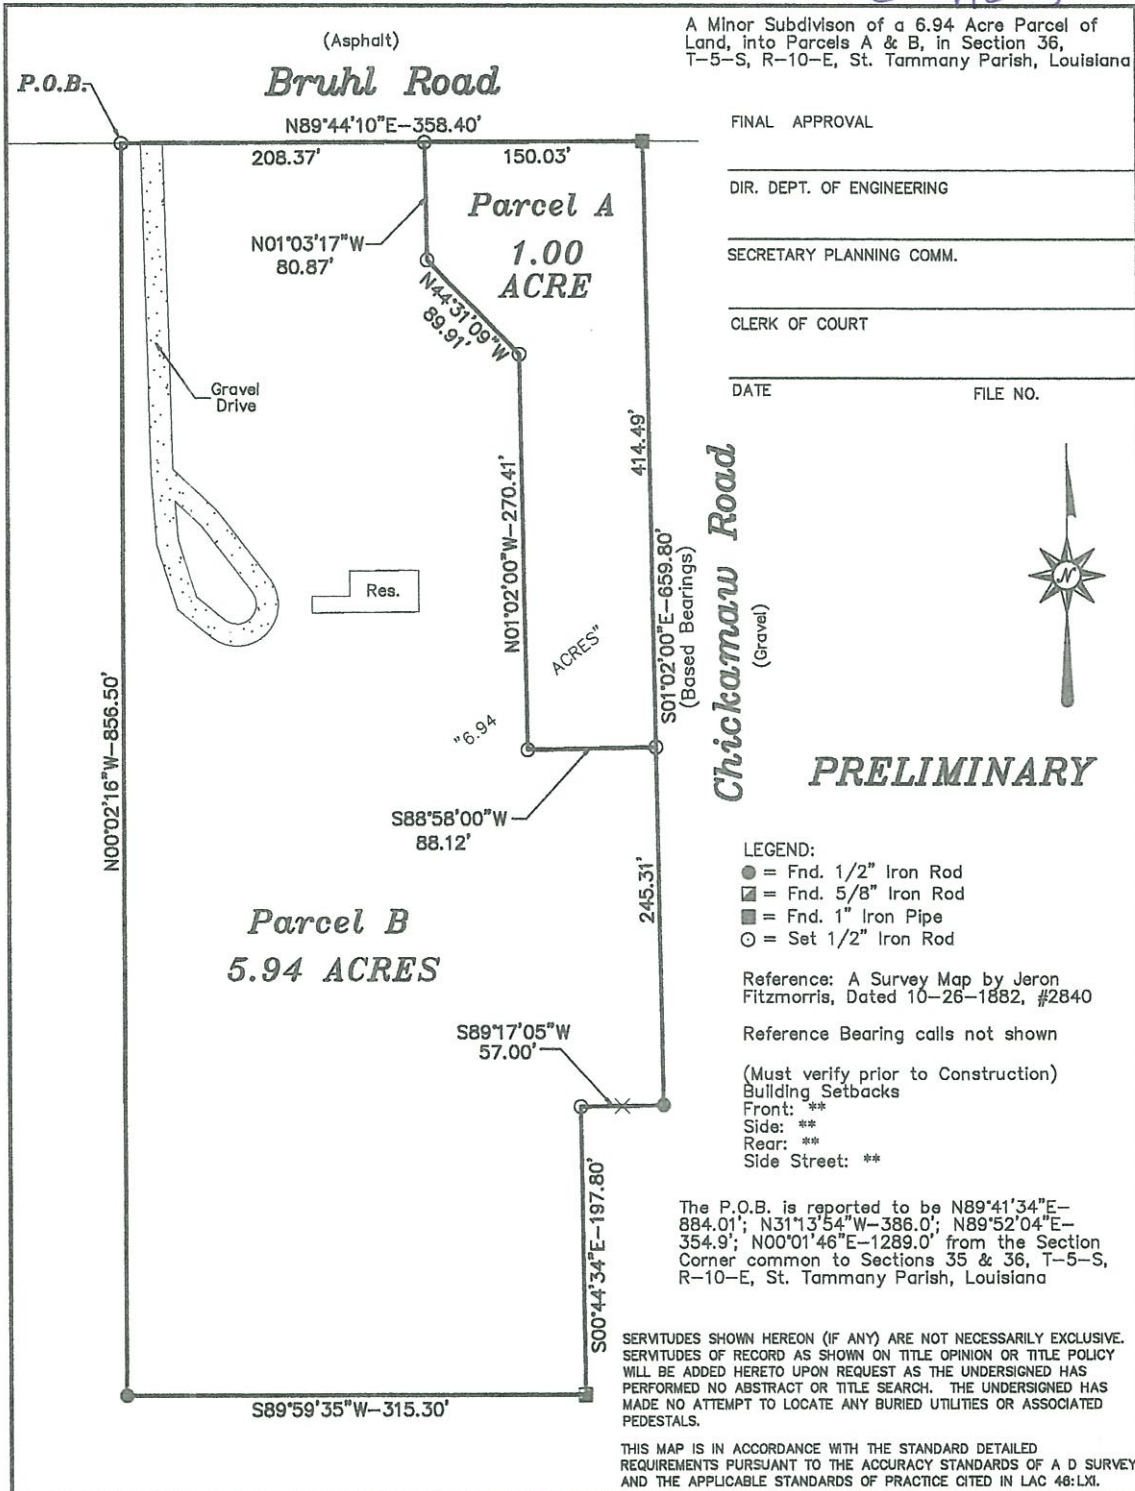 A Minor Subdivison of a 6.94 Acre Parcel of
Land, into Parcels A & B, in Section 36,
T-5-S, R-10-E, St. Tammany Parish, Louisiana
(Asphalt)
Bruhl Road
P.O.B.
N89°44'10"E-358.40'
208.37'
150.03'
FINAL APPROVAL
DIR. DEPT. OF ENGINEERING
SECRETARY PLANNING COMM.
CLERK OF COURT
DATE
FILE NO.
Parcel A
1.00
ACRE
N01°03'17"W
80.87'
N44°31'09"W
89.91'
Gravel
Drive
414.49'
N01°02'00"W-270.41'
Res.
S01°02'00"E-659.80'
(Based Bearings)
Chickamaw Road
(Gravel)
N
"6.94
ACRES"
N00°02'16"W-856.50'
S88°58'00"W
88.12'
PRELIMINARY
245.31'
Parcel B
5.94 ACRES
LEGEND:
= Fnd. 1/2" Iron Rod
= Fnd. 5/8" Iron Rod
= Fnd. 1" Iron Pipe
= Set 1/2" Iron Rod
Reference: A Survey Map by Jeron
Fitzmorris, Dated 10-26-1882, #2840
Reference Bearing calls not shown
(Must verify prior to Construction)
Building Setbacks
Front: **
Side: **
Rear: **
Side Street: **
S89°17'05"W
57.00'
S00°44'34"E-197.80'
S89°59'35"W-315.30'
The P.O.B. is reported to be N89°41'34"E-
884.01'; N31°13'54"W-386.0'; N89°52'04"E-
354.9'; N00°01'46"E-1289.0' from the Section
Corner common to Sections 35 & 36, T-5-S,
R-10-E, St. Tammany Parish, Louisiana
SERVITUDES SHOWN HEREON (IF ANY) ARE NOT NECESSARILY EXCLUSIVE.
SERVITUDES OF RECORD AS SHOWN ON TITLE OPINION OR TITLE POLICY
WILL BE ADDED HERETO UPON REQUEST AS THE UNDERSIGNED HAS
PERFORMED NO ABSTRACT OR TITLE SEARCH. THE UNDERSIGNED HAS
MADE NO ATTEMPT TO LOCATE ANY BURIED UTILITIES OR ASSOCIATED
PEDESTALS.
THIS MAP IS IN ACCORDANCE WITH THE STANDARD DETAILED
REQUIREMENTS PURSUANT TO THE ACCURACY STANDARDS OF A D SURVEY
AND THE APPLICABLE STANDARDS OF PRACTICE CITED IN LAC 46:LXI.